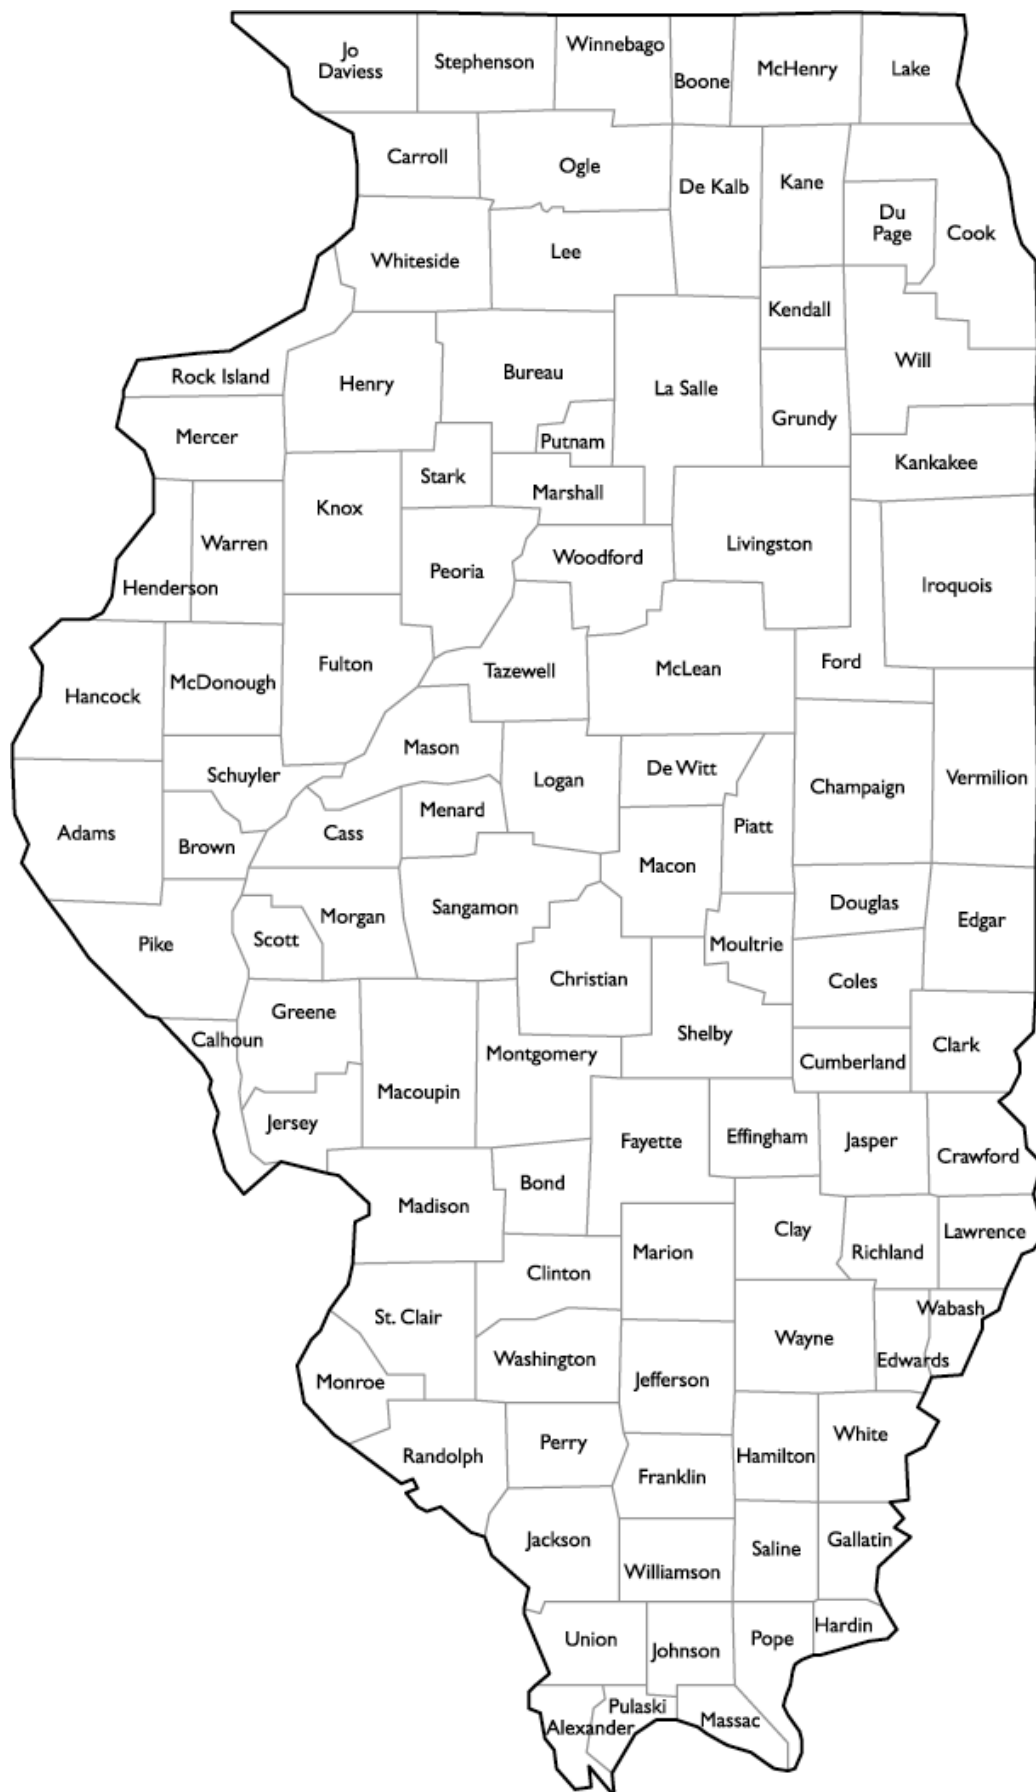 Jo
Daviess
Stephenson
Winnebago
Boone
McHenry
Lake
Carroll
Ogle
De Kalb
Kane
Du
Page
Cook
Whiteside
Lee
Kendall
Rock Island
Henry
Bureau
La Salle
Will
Mercer
Putnam
Grundy
Kankakee
Stark
Marshall
Knox
Warren
Henderson
Peoria
Woodford
Livingston
Iroquois
Hancock
McDonough
Fulton
Tazewell
McLean
Ford
Schuyler
Mason
Logan
De Witt
Champaign
Vermilion
Adams
Brown
Cass
Menard
Piatt
Macon
Pike
Scott
Morgan
Sangamon
Christian
Moultrie
Douglas
Edgar
Coles
Calhoun
Greene
Macoupin
Montgomery
Shelby
Cumberland
Clark
Jersey
Fayette
Effingham
Jasper
Crawford
Madison
Bond
Clay
Marion
Richland
Lawrence
St. Clair
Clinton
Washington
Wayne
Wabash
Edwards
Monroe
Jefferson
Randolph
Perry
Franklin
Hamilton
White
Jackson
Williamson
Saline
Gallatin
Union
Johnson
Pope
Hardin
Alexander
Pulaski
Massac